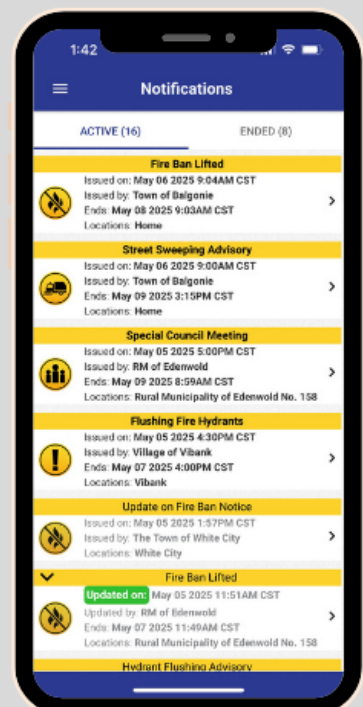 1:42
Notifications
ACTIVE (16)
ENDED (8)
Fire Ban Lifted
Issued on: May 06 2025 9:04AM CST
Issued by: Town of Balgonie
Ends: May 08 2025 9:03AM CST
Locations: Home
Street Sweeping Advisory
Issued on: May 06 2025 9:00AM CST
Issued by: Town of Balgonie
Ends: May 09 2025 3:15PM CST
Locations: Home
Special Council Meeting
Issued on: May 05 2025 5:00PM CST
Issued by: RM of Edenwold
Ends: May 09 2025 8:59AM CST
Locations: Rural Municipality of Edenwold No. 158
Flushing Fire Hydrants
Issued on: May 05 2025 4:30PM CST
Issued by: Village of Vibank
Ends: May 07 2025 4:00PM CST
Locations: Vibank
Update on Fire Ban Notice
Issued on: May 05 2025 1:57PM CST
Issued by: The Town of White City
Locations: White City
Fire Ban Lifted
Updated on: May 05 2025 11:51AM CST
Updated by: RM of Edenwold
Ends: May 07 2025 11:49AM CST
Locations: Rural Municipality of Edenwold No. 158
Hydrant Flushing Advisory